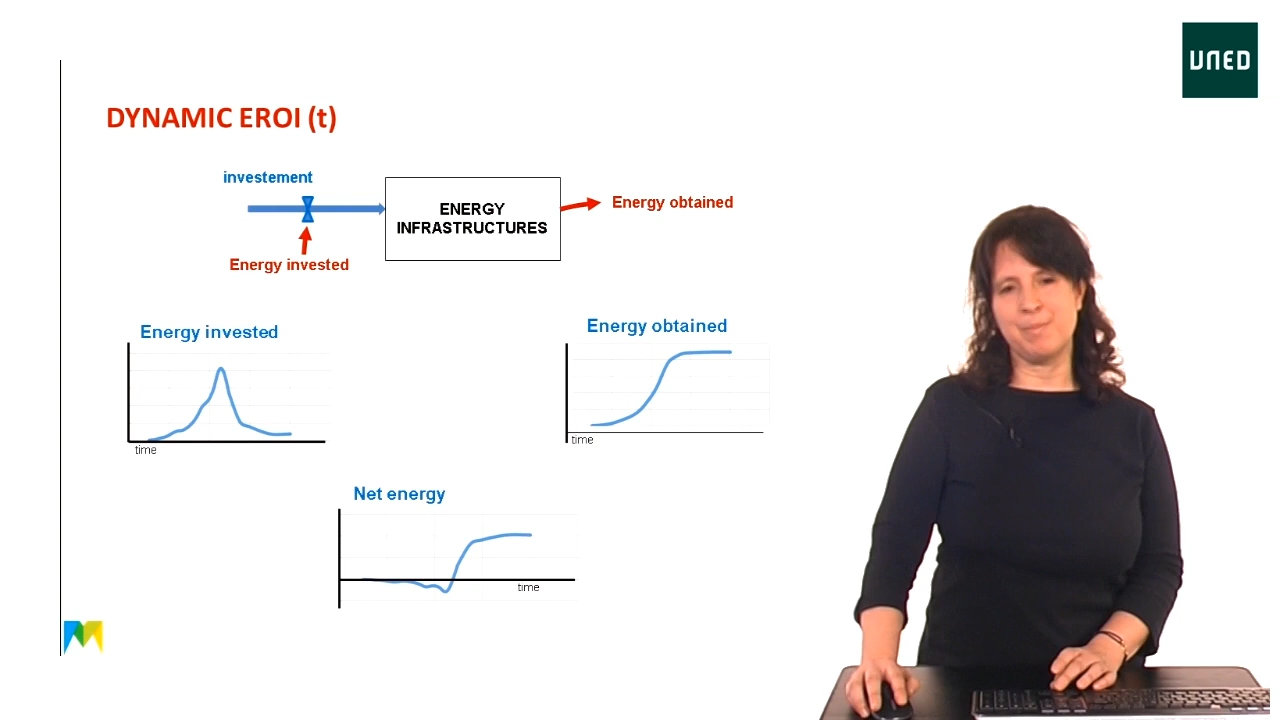 UNED
DYNAMIC EROI (t)
investement
ENERGY
INFRASTRUCTURES
Energy obtained
Energy invested
Energy invested
time
Energy obtained
time
Net energy
time